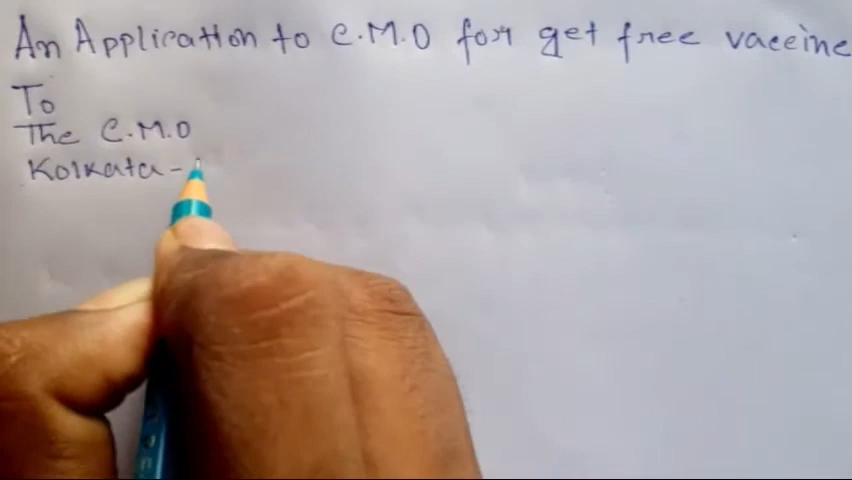 An Application to C.M.O for get free vaccine
To
The C.M.O
Kolkata -